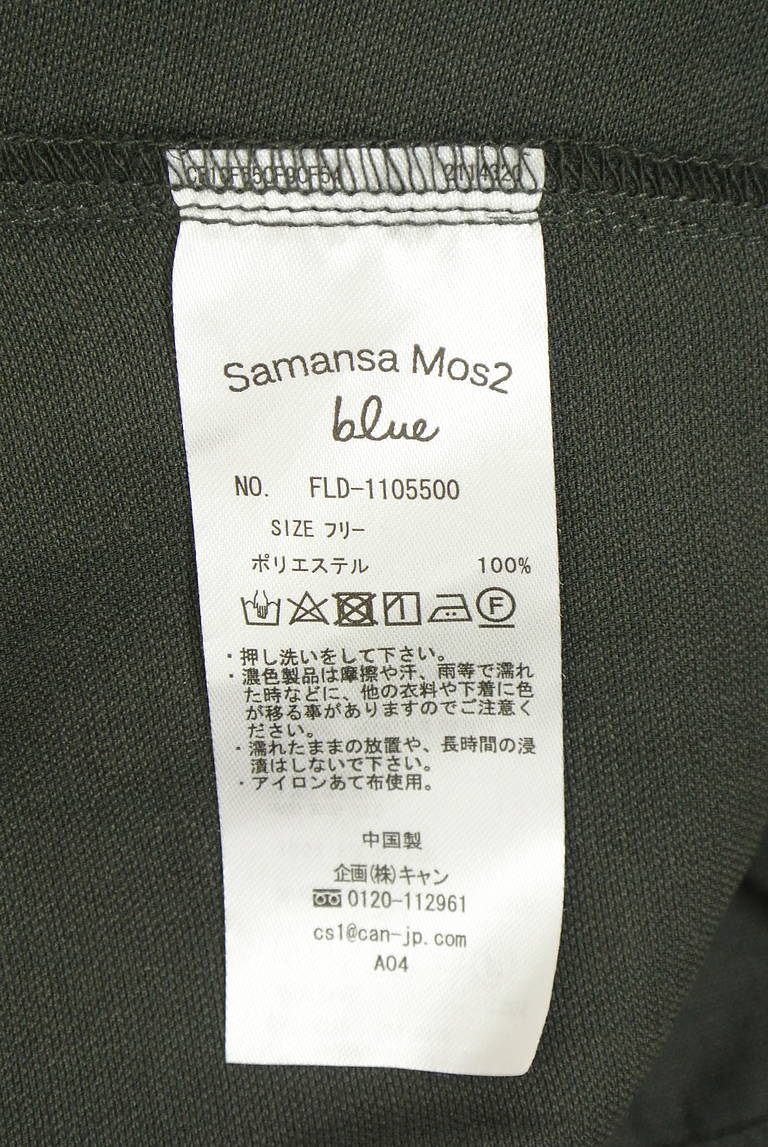 Samansa Mos2
blue
NO. FLD-1105500
SIZE フリー
ポリエステル 100%
F
・押し洗いをして下さい。
・濃色製品は摩擦や汗、雨等で濡れ
た時などに、他の衣料や下着に色
が移る事がありますのでご注意く
ださい。
・濡れたままの放置や、長時間の浸
漬はしないで下さい。
・アイロンあて布使用。
中国製
企画(株)キャン
0120-112961
cs1@can-jp.com
A04